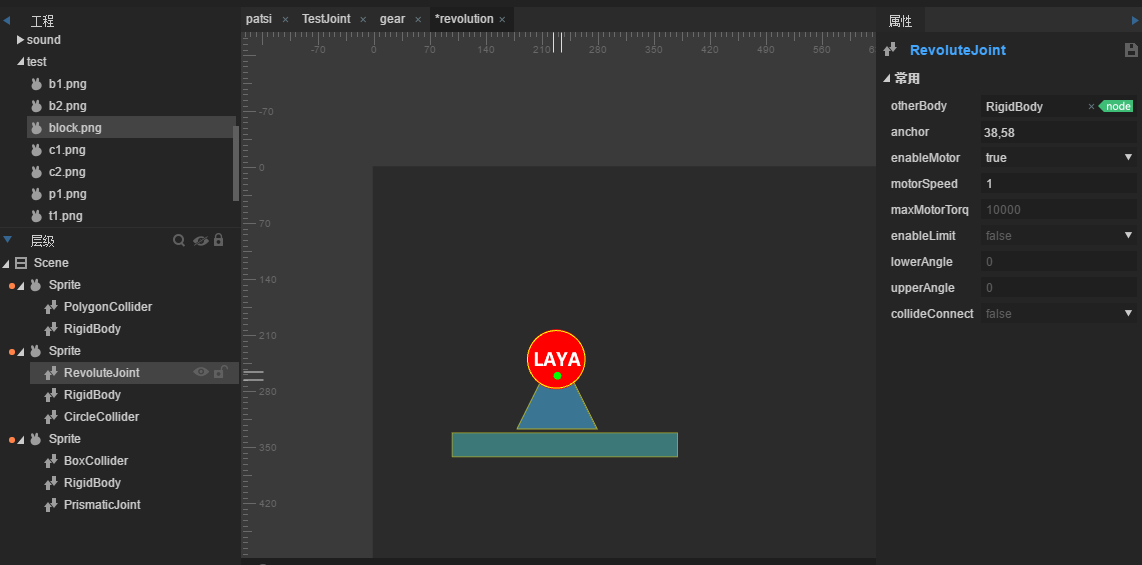 工程
sound
test
b1.png
b2.png
block.png
c1.png
c2.png
p1.png
t1.png
层级
Scene
Sprite
PolygonCollider
RigidBody
Sprite
RevoluteJoint
RigidBody
CircleCollider
Sprite
BoxCollider
RigidBody
PrismaticJoint
patsi × TestJoint × gear × *revolution ×
-70 0 70 140 210 280 350 420 490 560
-70
0
70
140
210
280
350
420
LAYA
属性
RevoluteJoint
常用
otherBody RigidBody × node
anchor 38,58
enableMotor true
motorSpeed 1
maxMotorTorq 10000
enableLimit false
lowerAngle 0
upperAngle 0
collideConnect false